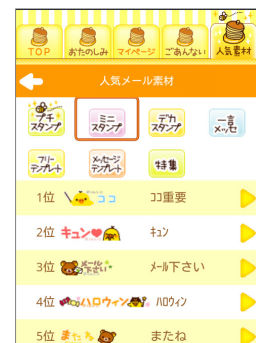 TOP おたのしみ マイページ ごあんない 人気素材
人気メール素材
プチスタンプ ミニスタンプ デカスタンプ 一言メッセ
フリーテンプレート メッセージテンプレート 特集
1位 ココ ココ重要
2位 キュン キュン
3位 メール下さい メール下さい
4位 ハロウィン ハロウィン
5位 またね またね